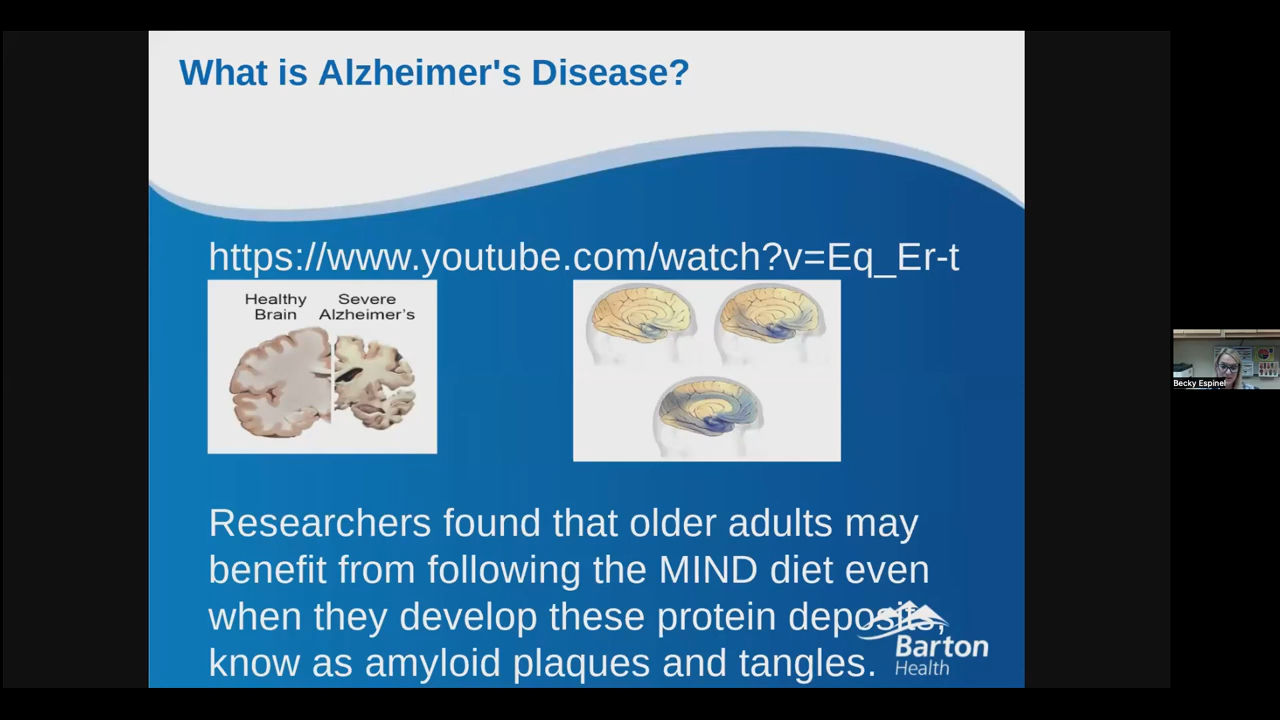 What is Alzheimer's Disease?
https://www.youtube.com/watch?v=Eq_Er-t
Healthy
Brain
Severe
Alzheimer's
Researchers found that older adults may
benefit from following the MIND diet even
when they develop these protein deposits,
know as amyloid plaques and tangles.
Barton
Health
Becky Espinel